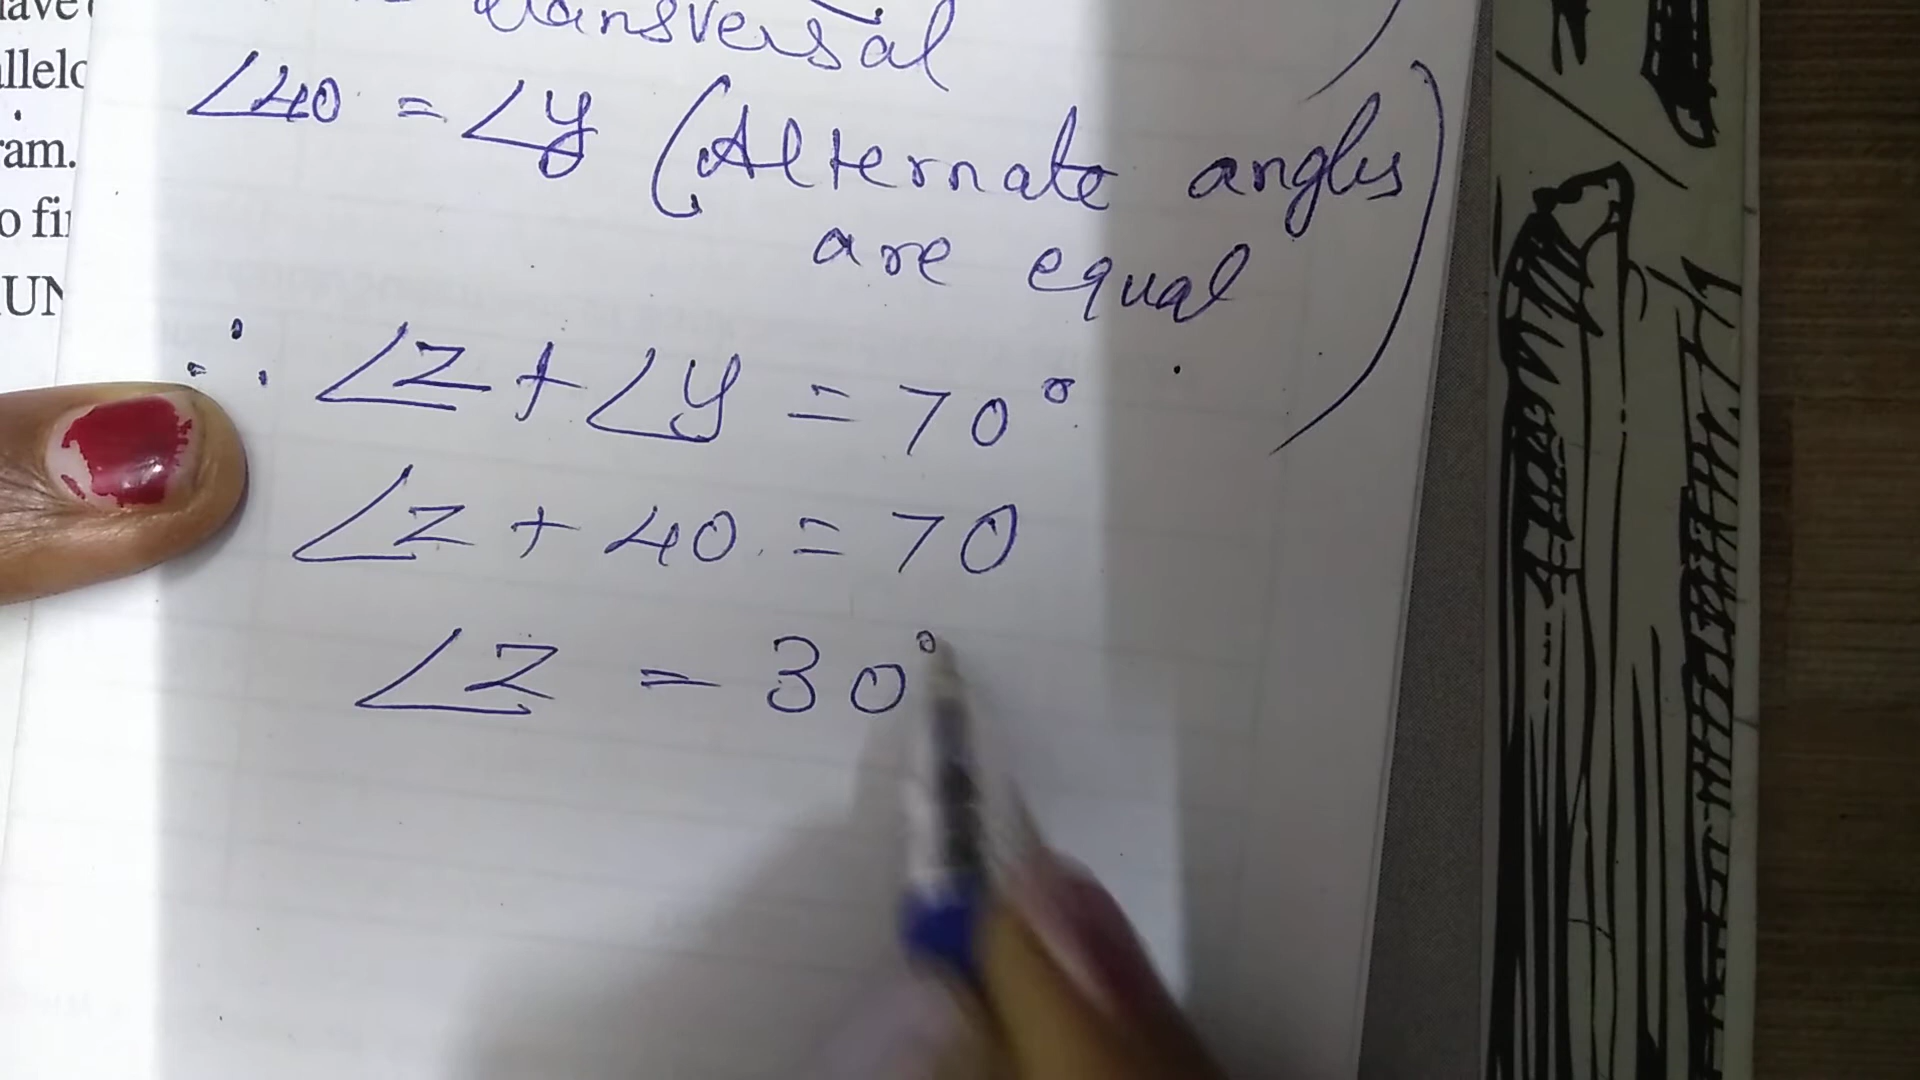 transversal
∠40 = ∠y (Alternate angles
are equal)
∴ ∠z + ∠y = 70°
∠z + 40 = 70
∠z = 30°